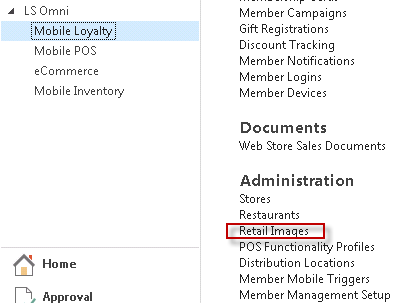 LS Omni
Mobile Loyalty
Mobile POS
eCommerce
Mobile Inventory
Home
Approval
Member Campaigns
Gift Registrations
Discount Tracking
Member Notifications
Member Logins
Member Devices
Documents
Web Store Sales Documents
Administration
Stores
Restaurants
Retail Images
POS Functionality Profiles
Distribution Locations
Member Mobile Triggers
Member Management Setup